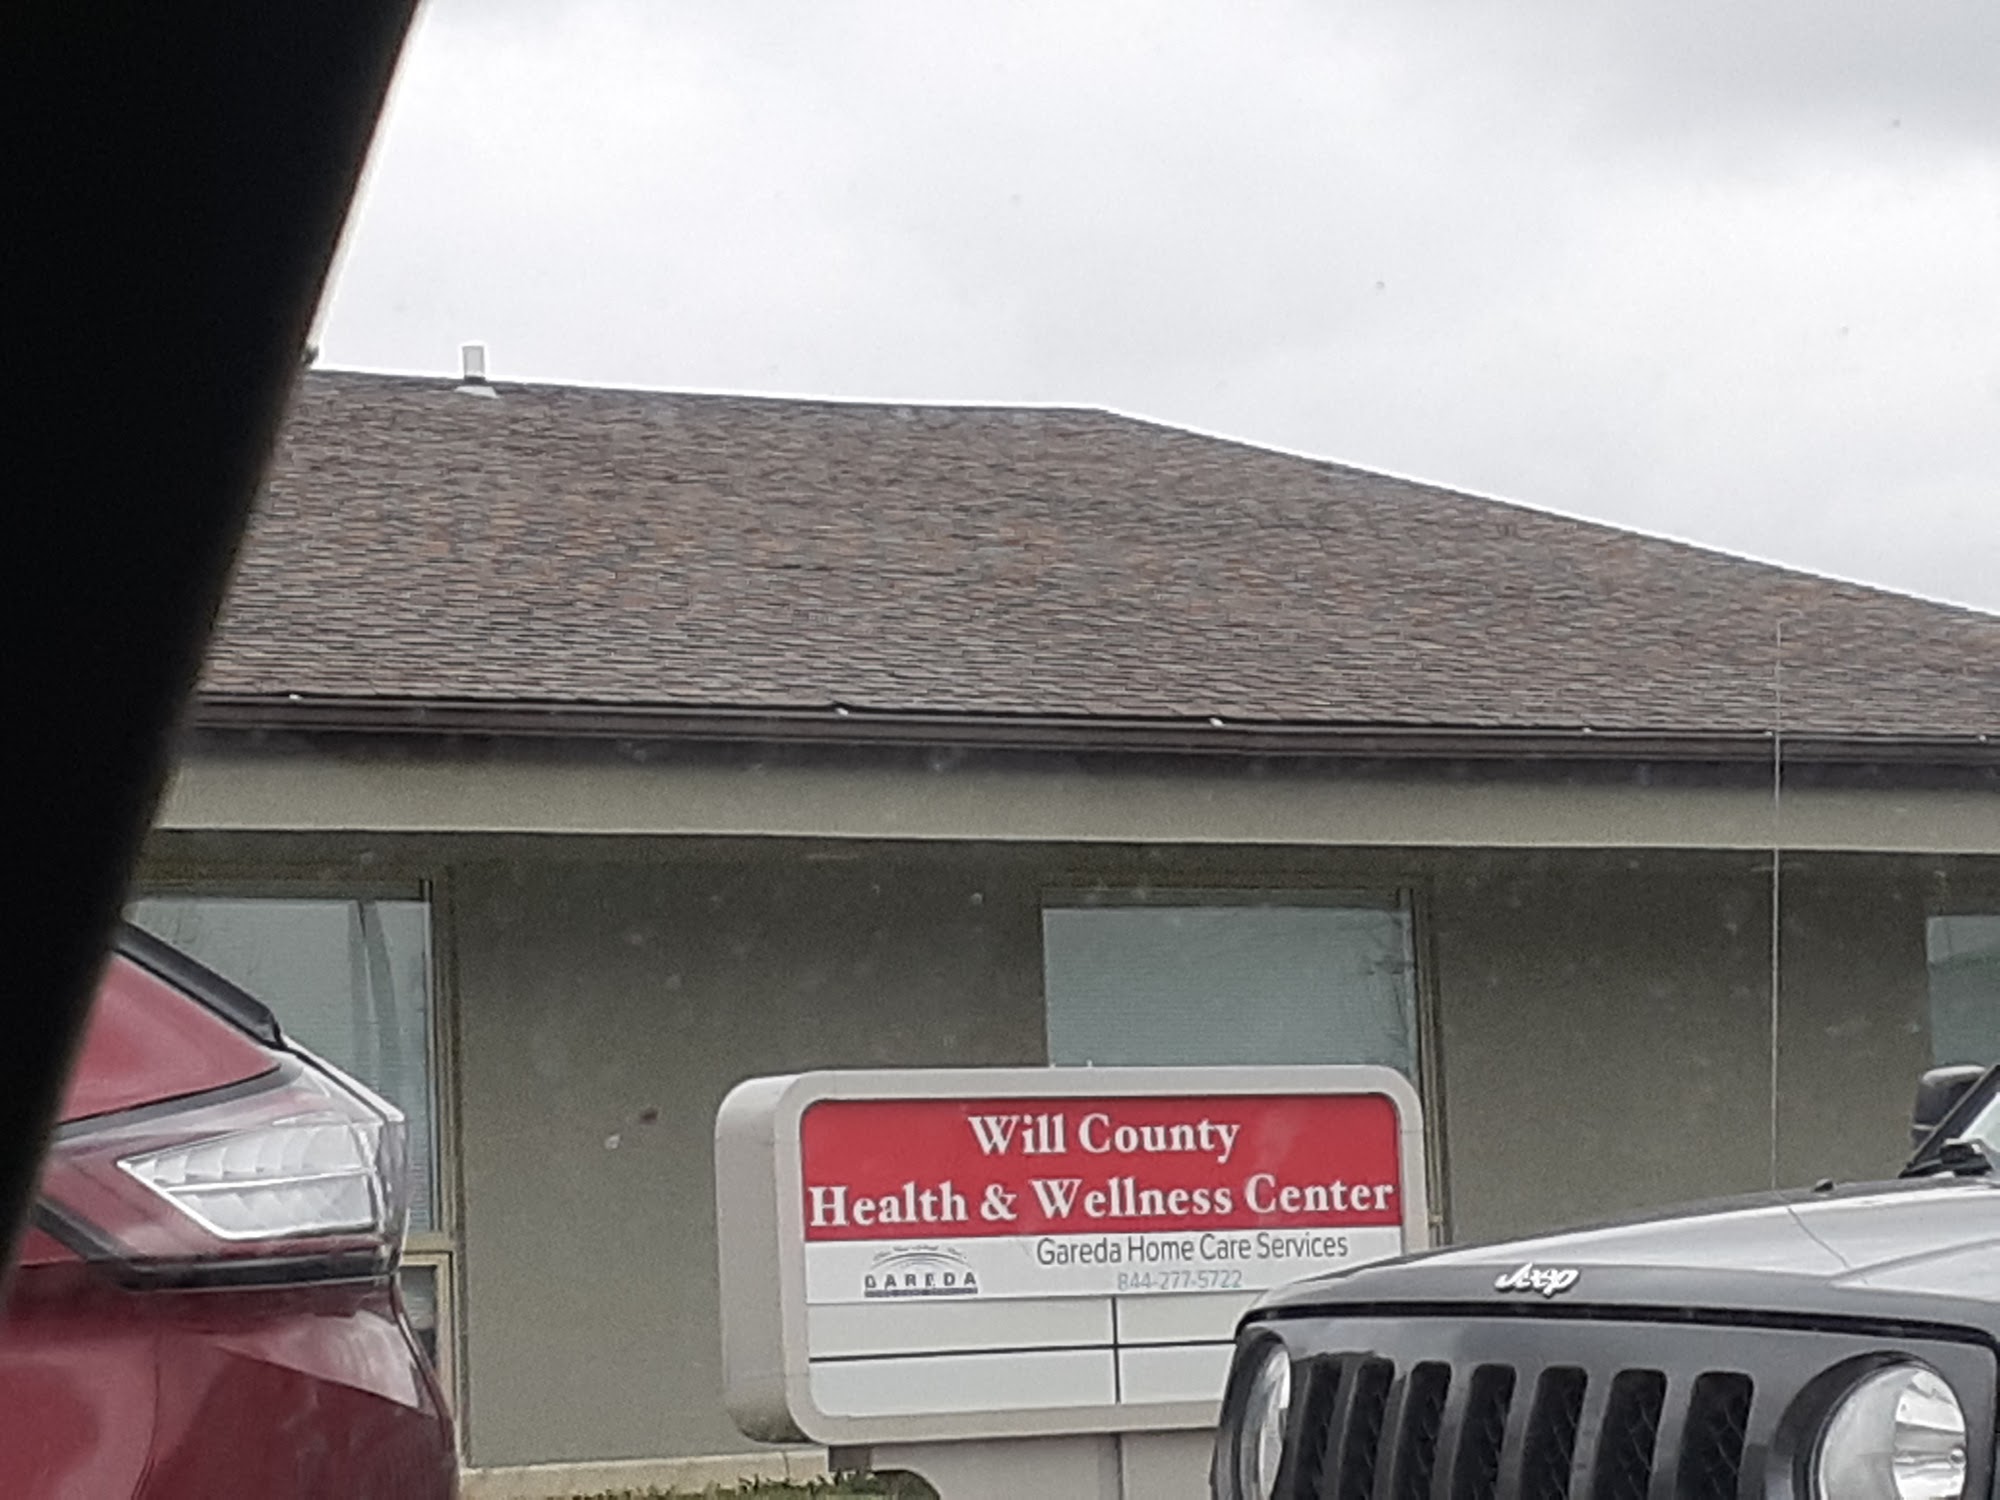 Will County
Health & Wellness Center
Gareda Home Care Services
GAREDA
844-277-5722
Jeep